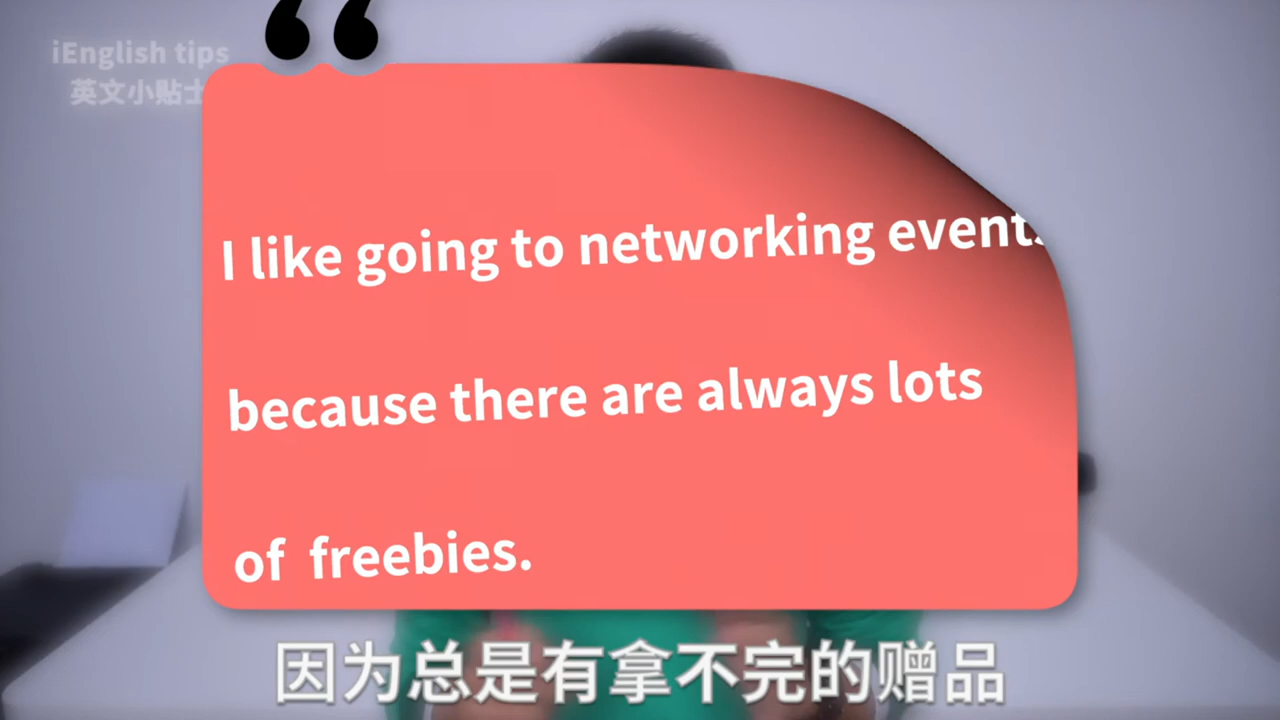 iEnglish tips
英文小贴士
I like going to networking events
because there are always lots
of freebies.
因为总是有拿不完的赠品